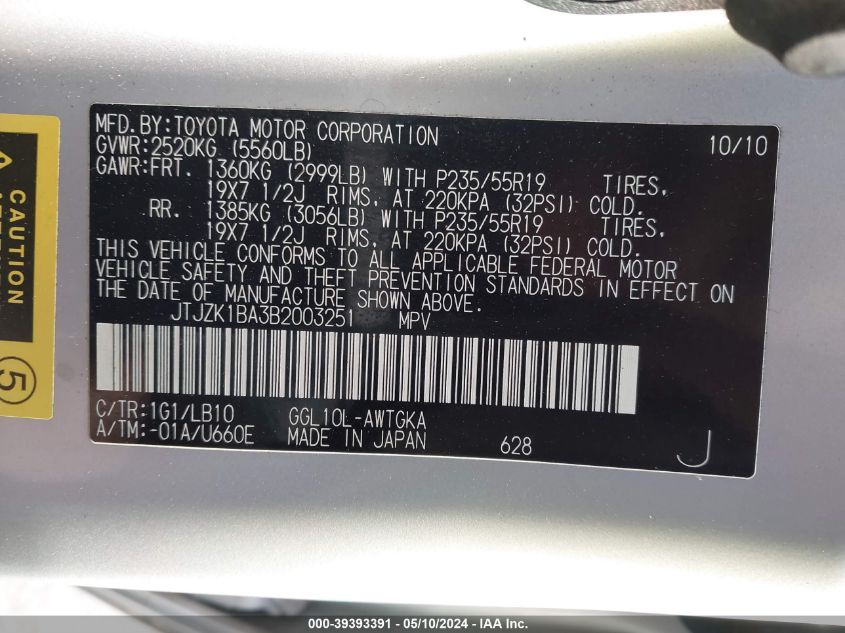 MFD.BY:TOYOTA MOTOR CORPORATION 10/10
GVWR:2520KG (5560LB)
GAWR:FRT. 1360KG (2999LB) WITH P235/55R19 TIRES,
19X7 1/2J RIMS, AT 220KPA (32PSI) COLD.
RR. 1385KG (3056LB) WITH P235/55R19 TIRES,
19X7 1/2J RIMS, AT 220KPA (32PSI) COLD.
THIS VEHICLE CONFORMS TO ALL APPLICABLE FEDERAL MOTOR
VEHICLE SAFETY AND THEFT PREVENTION STANDARDS IN EFFECT ON
THE DATE OF MANUFACTURE SHOWN ABOVE.
JTJZK1BA3B2003251 MPV
C/TR:1G1/LB10 GGL10L-AWTGKA
A/TM:-01A/U660E MADE IN JAPAN 628 J
CAUTION
5
000-39393391 - 05/10/2024 - IAA Inc.